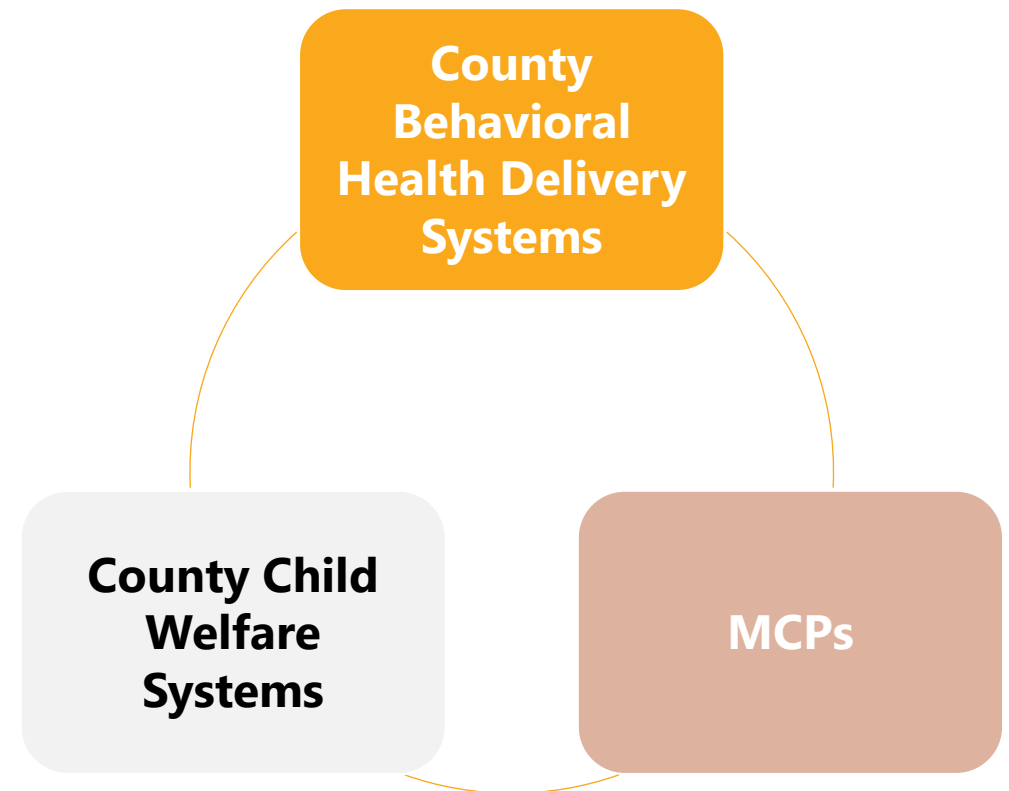 County
Behavioral
Health Delivery
Systems
County Child
Welfare
Systems
MCPs